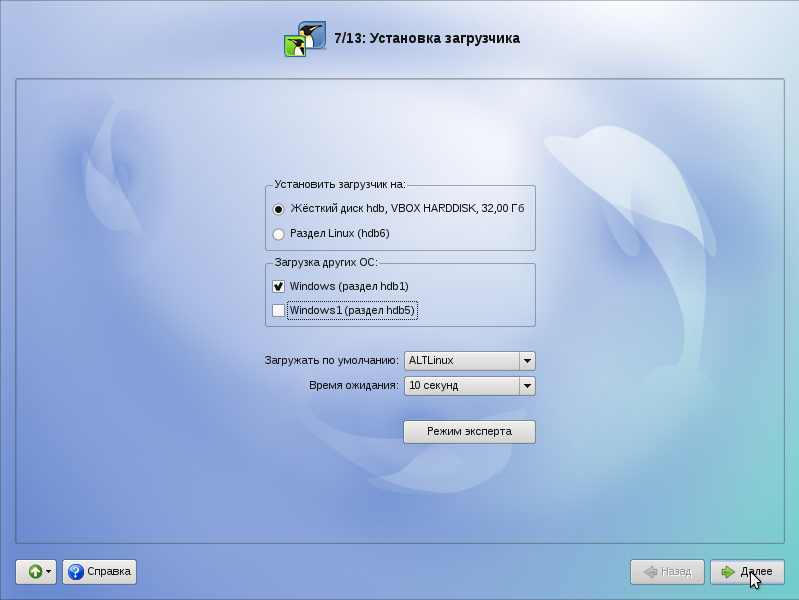 7/13: Установка загрузчика
Установить загрузчик на:
Жёсткий диск hdb, VBOX HARDDISK, 32,00 Гб
Раздел Linux (hdb6)
Загрузка других ОС:
Windows (раздел hdb1)
Windows1 (раздел hdb5)
Загружать по умолчанию: ALTLinux
Время ожидания: 10 секунд
Режим эксперта
Справка Назад Далее